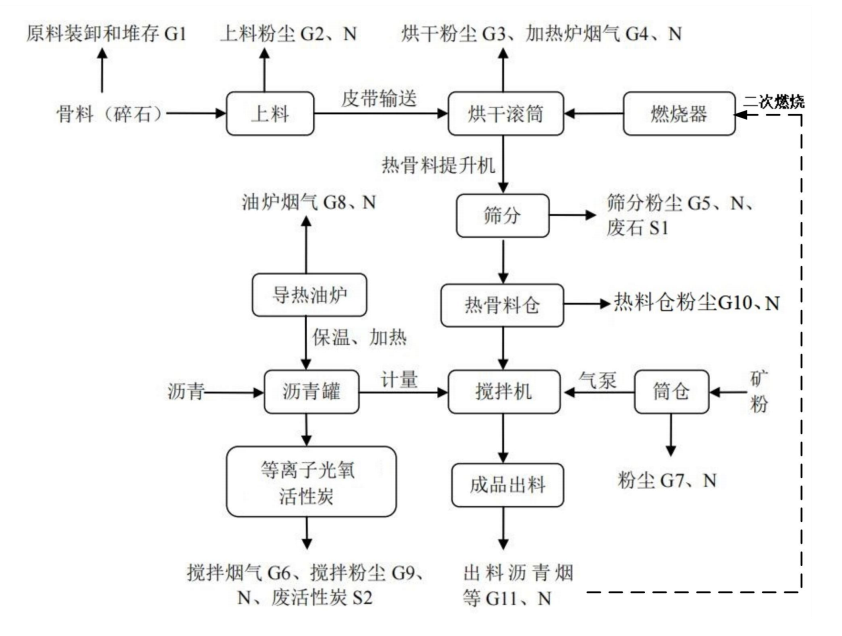 原料装卸和堆存 G1
上料粉尘 G2、N
烘干粉尘 G3、加热炉烟气 G4、N
骨料（碎石）
上料
皮带输送
烘干滚筒
燃烧器
二次燃烧
热骨料提升机
油炉烟气 G8、N
筛分
筛分粉尘 G5、N、
废石 S1
导热油炉
热骨料仓
热料仓粉尘G10、N
保温、加热
沥青
沥青罐
计量
搅拌机
气泵
筒仓
矿
粉
等离子光氧
活性炭
成品出料
粉尘 G7、N
搅拌烟气 G6、搅拌粉尘 G9、
N、废活性炭 S2
出料沥青烟
等 G11、N